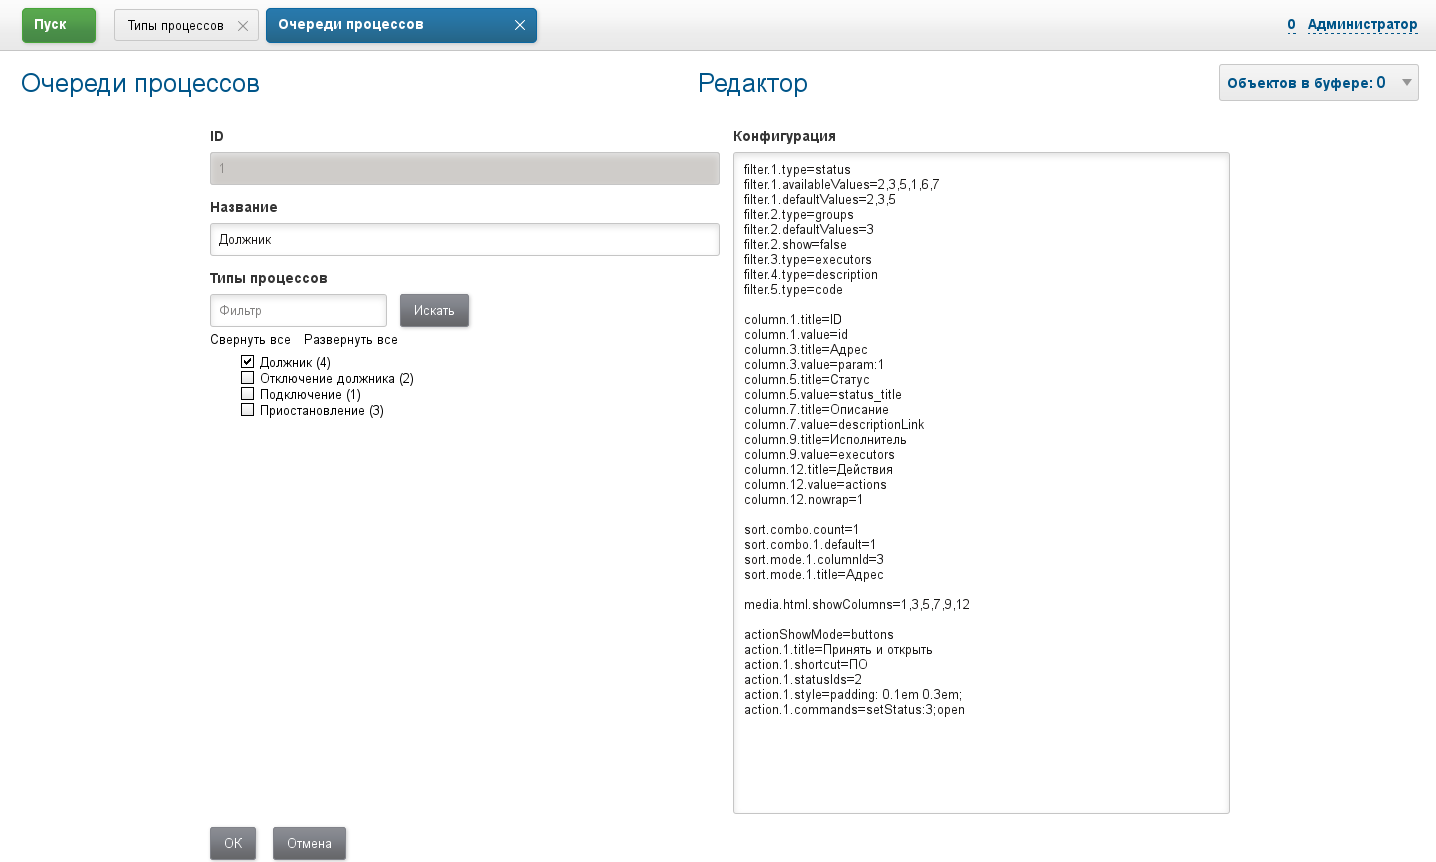 Пуск
Типы процессов
Очереди процессов
0 Администратор
Очереди процессов
Редактор
Объектов в буфере: 0
ID
1
Название
Должник
Типы процессов
Фильтр
Искать
Свернуть все Развернуть все
Должник (4)
Отключение должника (2)
Подключение (1)
Приостановление (3)
Конфигурация
filter.1.type=status
filter.1.availableValues=2,3,5,1,6,7
filter.1.defaultValues=2,3,5
filter.2.type=groups
filter.2.defaultValues=3
filter.2.show=false
filter.3.type=executors
filter.4.type=description
filter.5.type=code
column.1.title=ID
column.1.value=id
column.3.title=Адрес
column.3.value=param:1
column.5.title=Статус
column.5.value=status_title
column.7.title=Описание
column.7.value=descriptionLink
column.9.title=Исполнитель
column.9.value=executors
column.12.title=Действия
column.12.value=actions
column.12.nowrap=1
sort.combo.count=1
sort.combo.1.default=1
sort.mode.1.columnId=3
sort.mode.1.title=Адрес
media.html.showColumns=1,3,5,7,9,12
actionShowMode=buttons
action.1.title=Принять и открыть
action.1.shortcut=ПО
action.1.statusIds=2
action.1.style=padding: 0.1em 0.3em;
action.1.commands=setStatus:3;open
ОК
Отмена